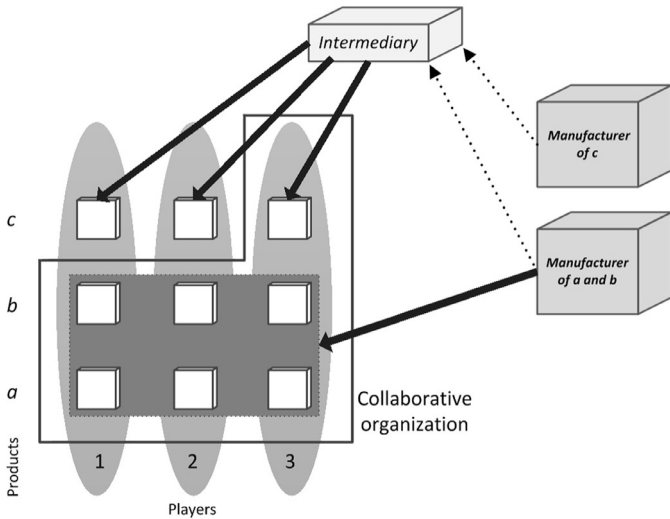 Intermediary
Manufacturer
of c
Manufacturer
of a and b
c
b
a
Collaborative
organization
1 2 3
Products
Players